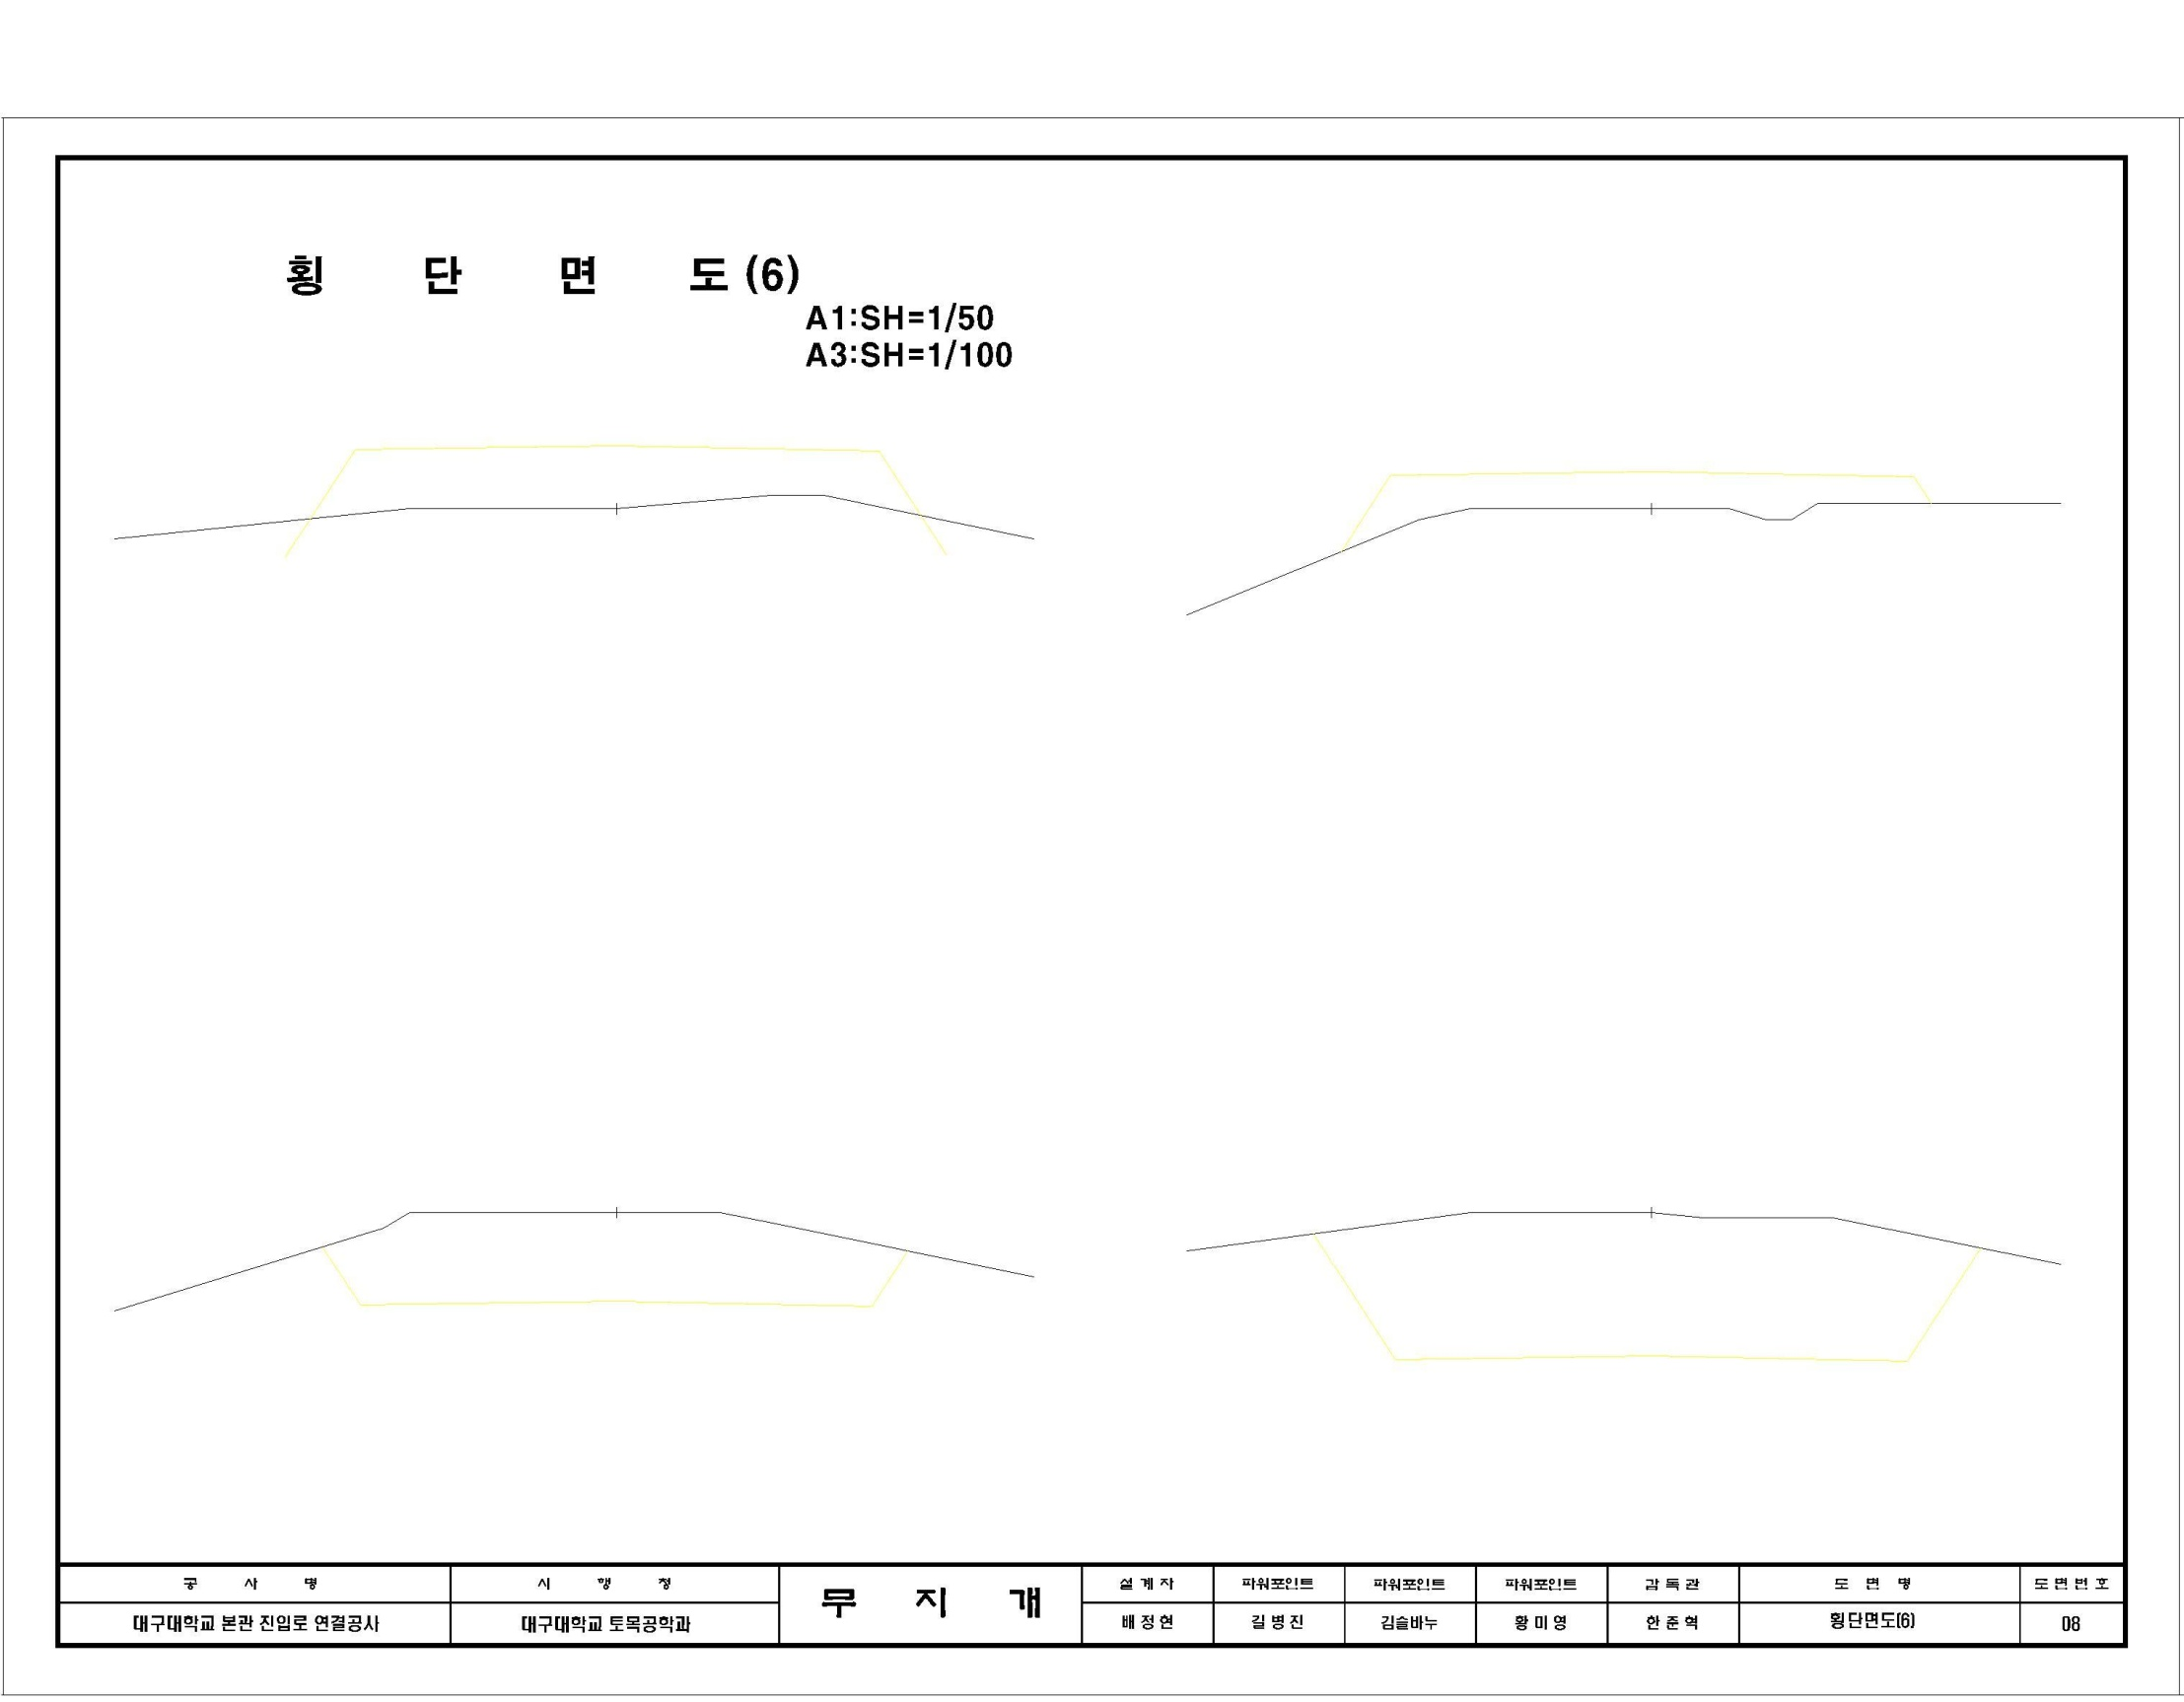 횡 단 면 도 (6)
A1:SH=1/50
A3:SH=1/100
공 사 명 시 행 청 무 지 개 설 계 자 파워포인트 파워포인트 파워포인트 감 독 관 도 면 명 도 면 번 호
대구대학교 본관 진입로 연결공사 대구대학교 토목공학과 배 정 현 길 병 진 김슬바누 황 미 영 한 준 혁 횡단면도(6) 08